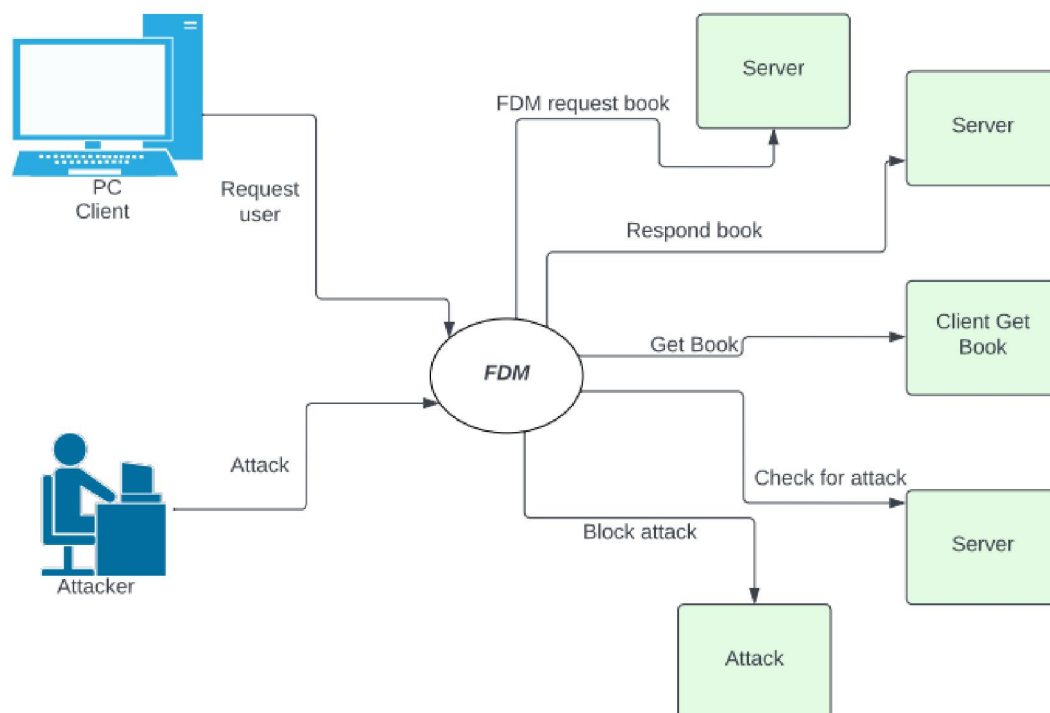 Server
FDM request book
Server
PC
Client
Request
user
Respond book
Client Get
Book
Get Book
FDM
Attack
Check for attack
Block attack
Server
Attacker
Attack